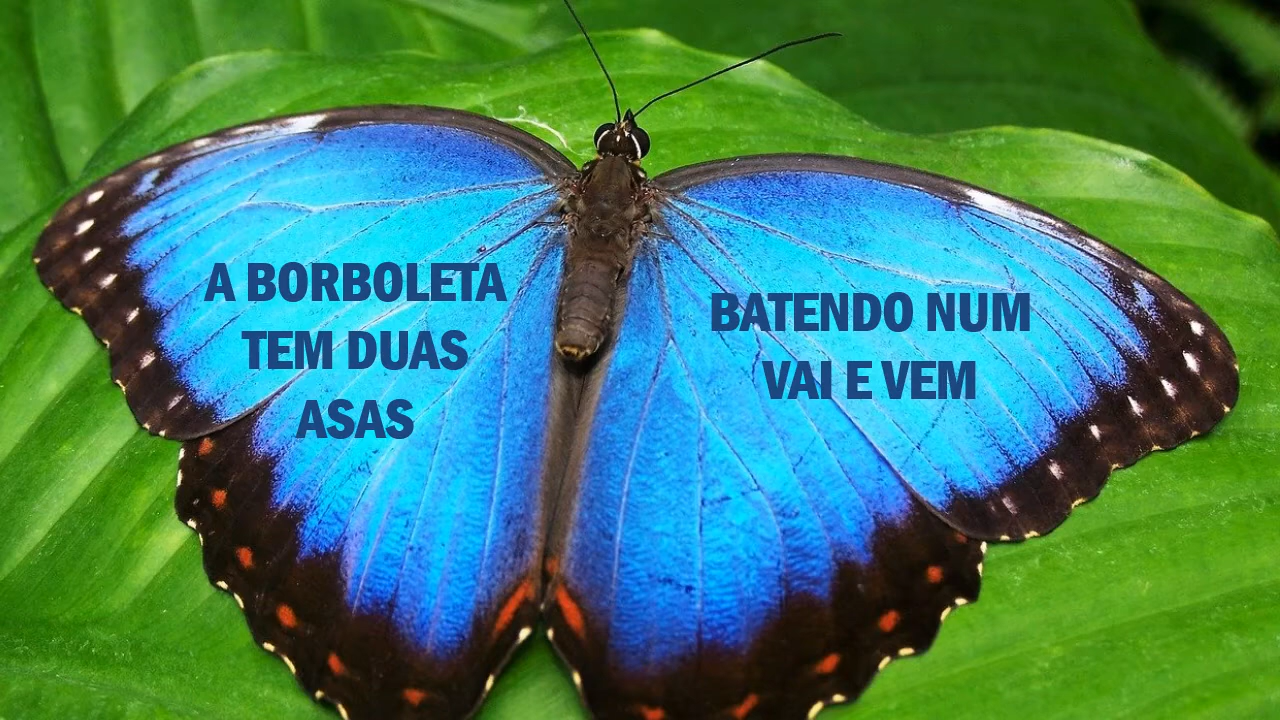 A BORBOLETA
TEM DUAS
ASAS
BATENDO NUM
VAI E VEM